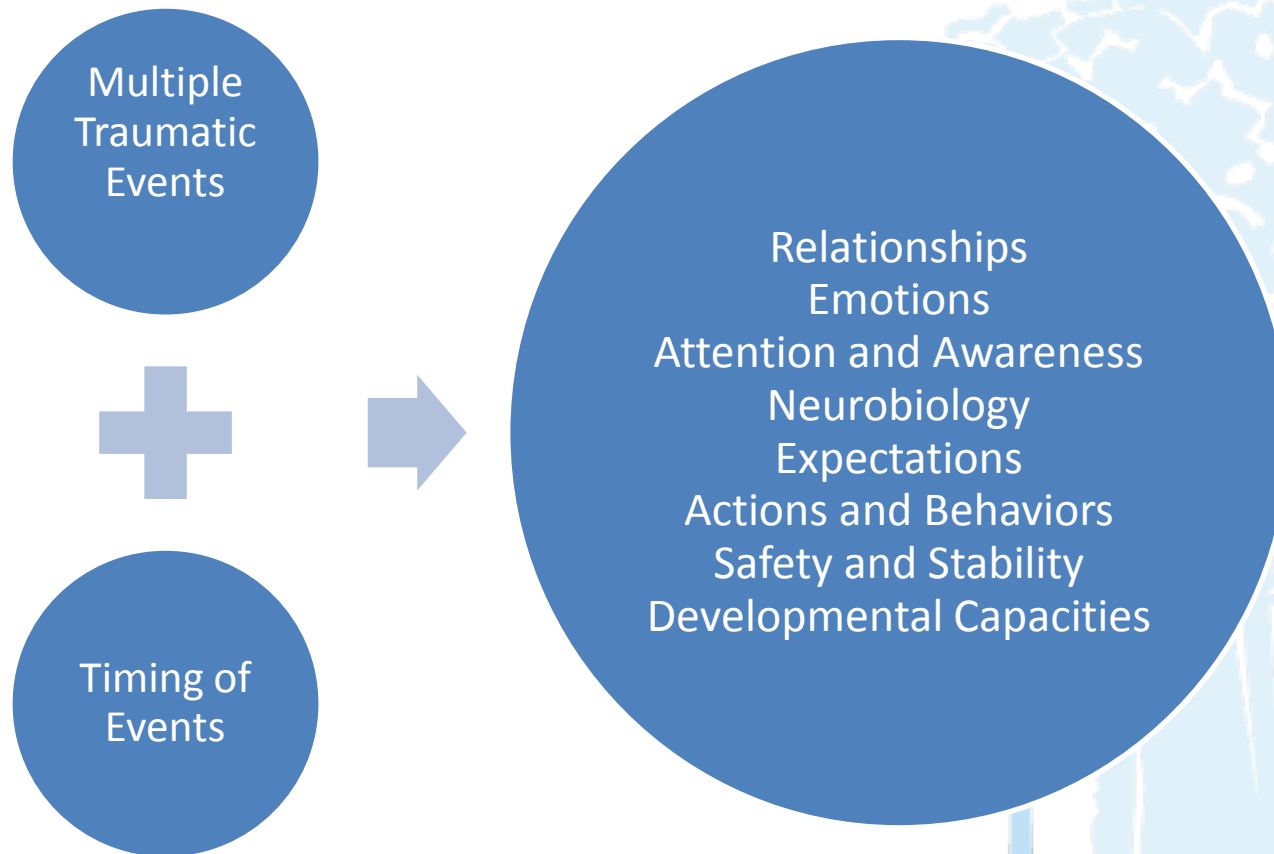 Multiple
Traumatic
Events
Timing of
Events
Relationships
Emotions
Attention and Awareness
Neurobiology
Expectations
Actions and Behaviors
Safety and Stability
Developmental Capacities